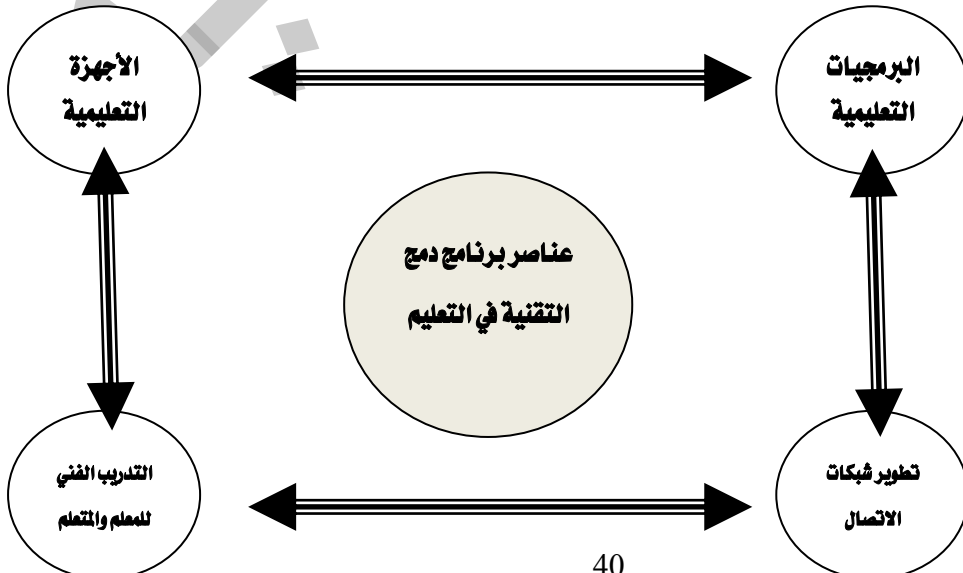 البرمجيات
التعليمية
الأجهزة
التعليمية
عناصر برنامج دمج
التقنية في التعليم
تطوير شبكات
الاتصال
التدريب الفني
للمعلم والمتعلم
40